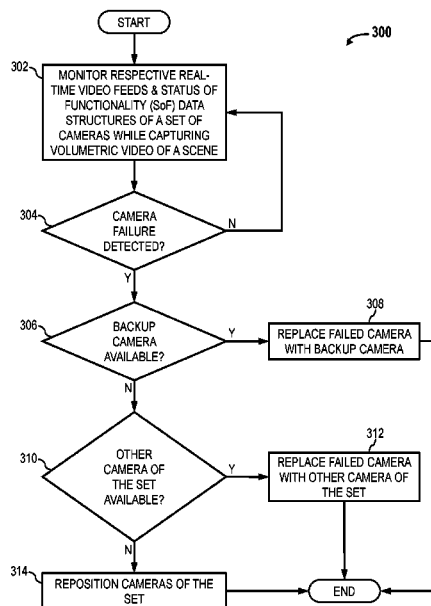 START
300
302
MONITOR RESPECTIVE REAL-
TIME VIDEO FEEDS & STATUS OF
FUNCTIONALITY (SoF) DATA
STRUCTURES OF A SET OF
CAMERAS WHILE CAPTURING
VOLUMETRIC VIDEO OF A SCENE
304
CAMERA
FAILURE
DETECTED?
N
Y
306
BACKUP
CAMERA
AVAILABLE?
Y
308
REPLACE FAILED CAMERA
WITH BACKUP CAMERA
N
310
OTHER
CAMERA OF
THE SET
AVAILABLE?
Y
312
REPLACE FAILED CAMERA
WITH OTHER CAMERA OF
THE SET
N
314
REPOSITION CAMERAS OF THE
SET
END